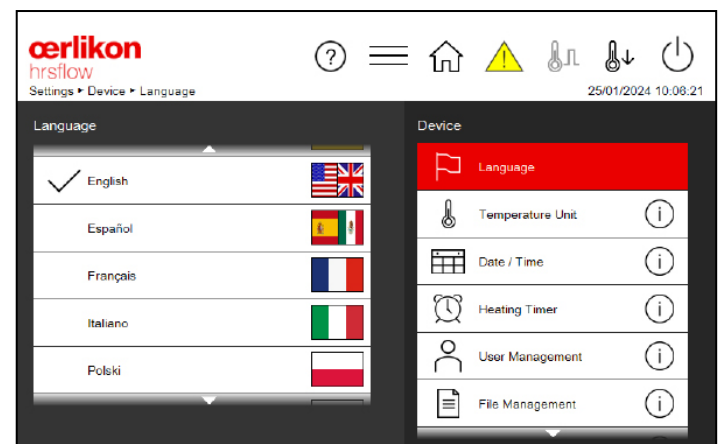 œrlikon
hrsflow
Settings ▸ Device ▸ Language
25/01/2024 10:06:21
Language
English
Español
Français
Italiano
Polski
Device
Language
Temperature Unit
Date / Time
Heating Timer
User Management
File Management